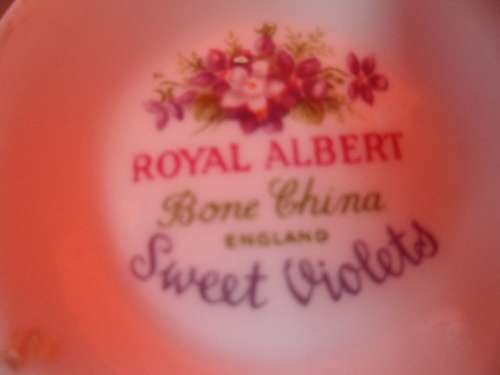 ROYAL ALBERT
Bone China
ENGLAND
Sweet Violets